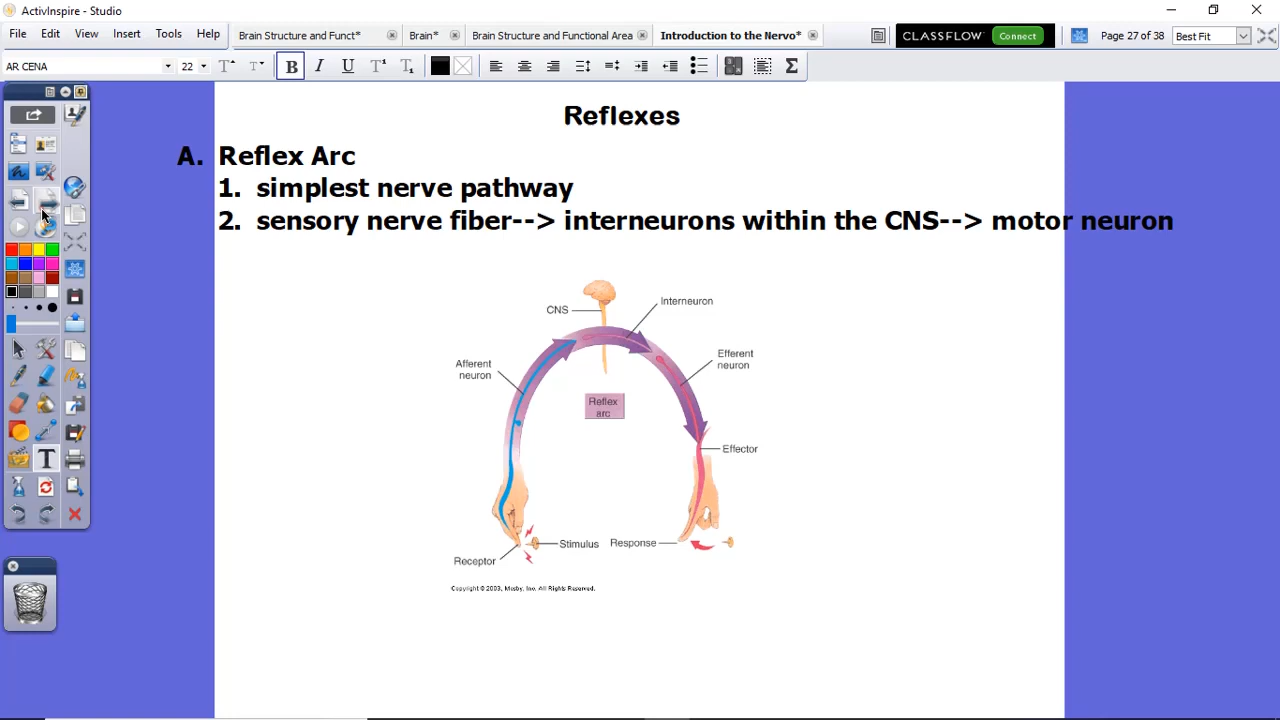 ActivInspire - Studio
File Edit View Insert Tools Help
Brain Structure and Funct* Brain* Brain Structure and Functional Area Introduction to the Nervo*
CLASSFLOW Connect
Page 27 of 38 Best Fit
AR CENA 22 B I U T T
Reflexes
A. Reflex Arc
1. simplest nerve pathway
2. sensory nerve fiber--> interneurons within the CNS--> motor neuron
CNS
Interneuron
Afferent
neuron
Efferent
neuron
Reflex
arc
Effector
Stimulus
Response
Receptor
Copyright © 2003, Mosby, Inc. All Rights Reserved.